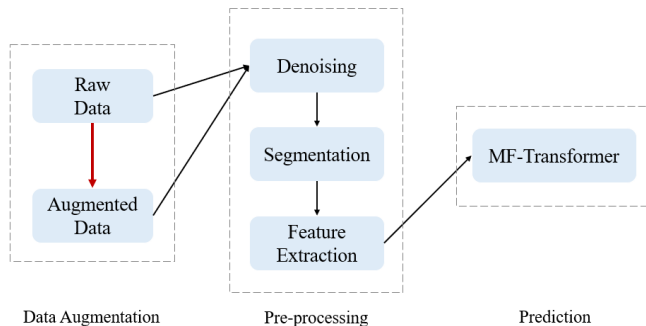 Raw
Data
Augmented
Data
Data Augmentation
Denoising
Segmentation
Feature
Extraction
Pre-processing
MF-Transformer
Prediction